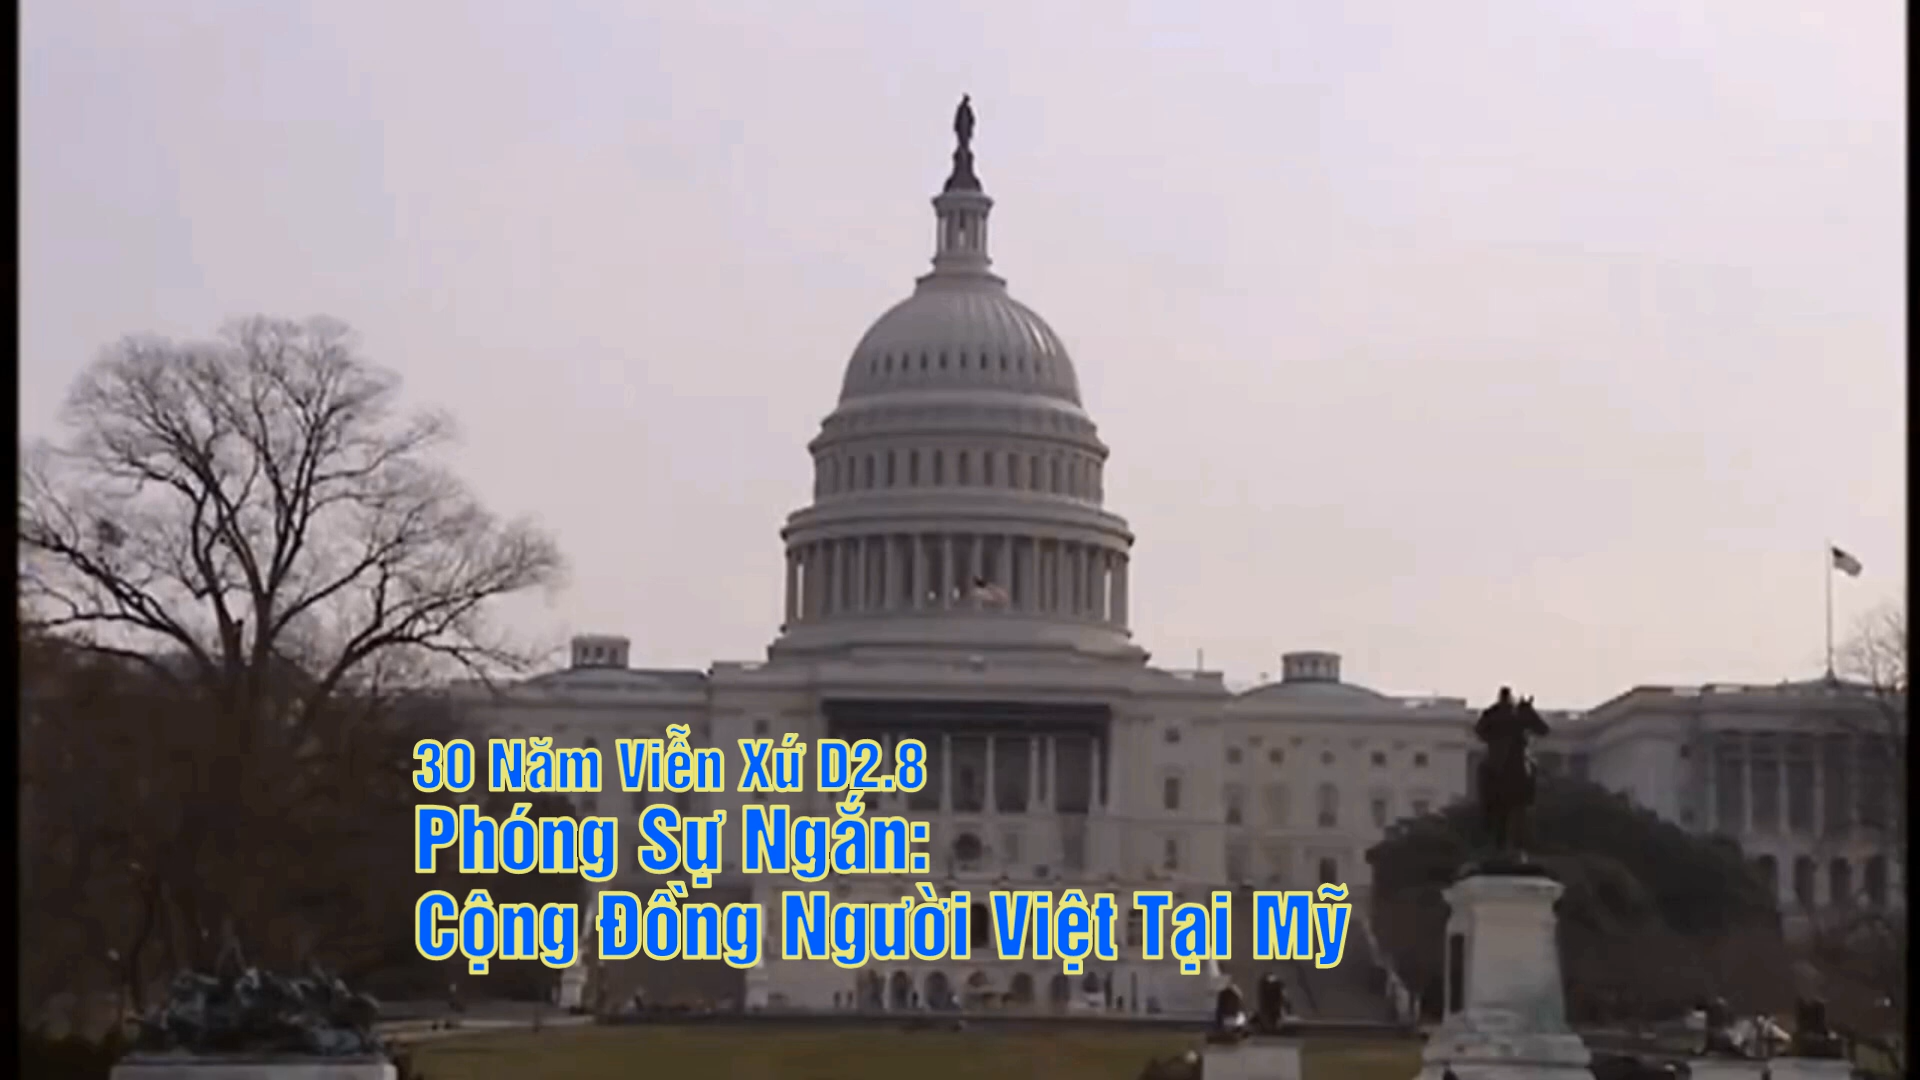 30 Năm Viễn Xứ D2.8
Phóng Sự Ngắn:
Cộng Đồng Người Việt Tại Mỹ